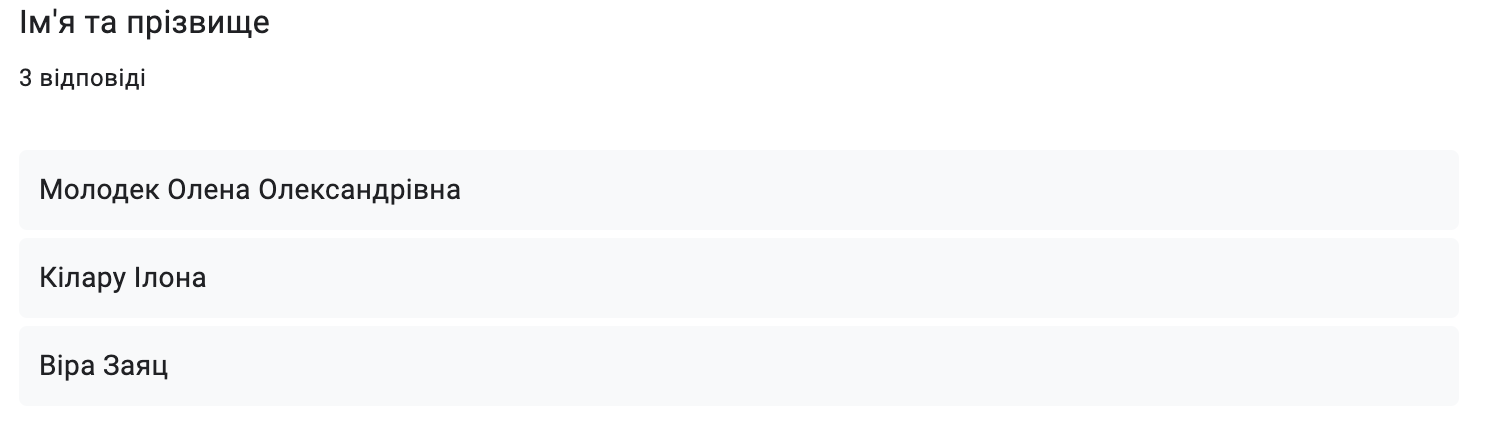 Ім'я та прізвище
3 відповіді
Молодек Олена Олександрівна
Кілару Ілона
Віра Заяц